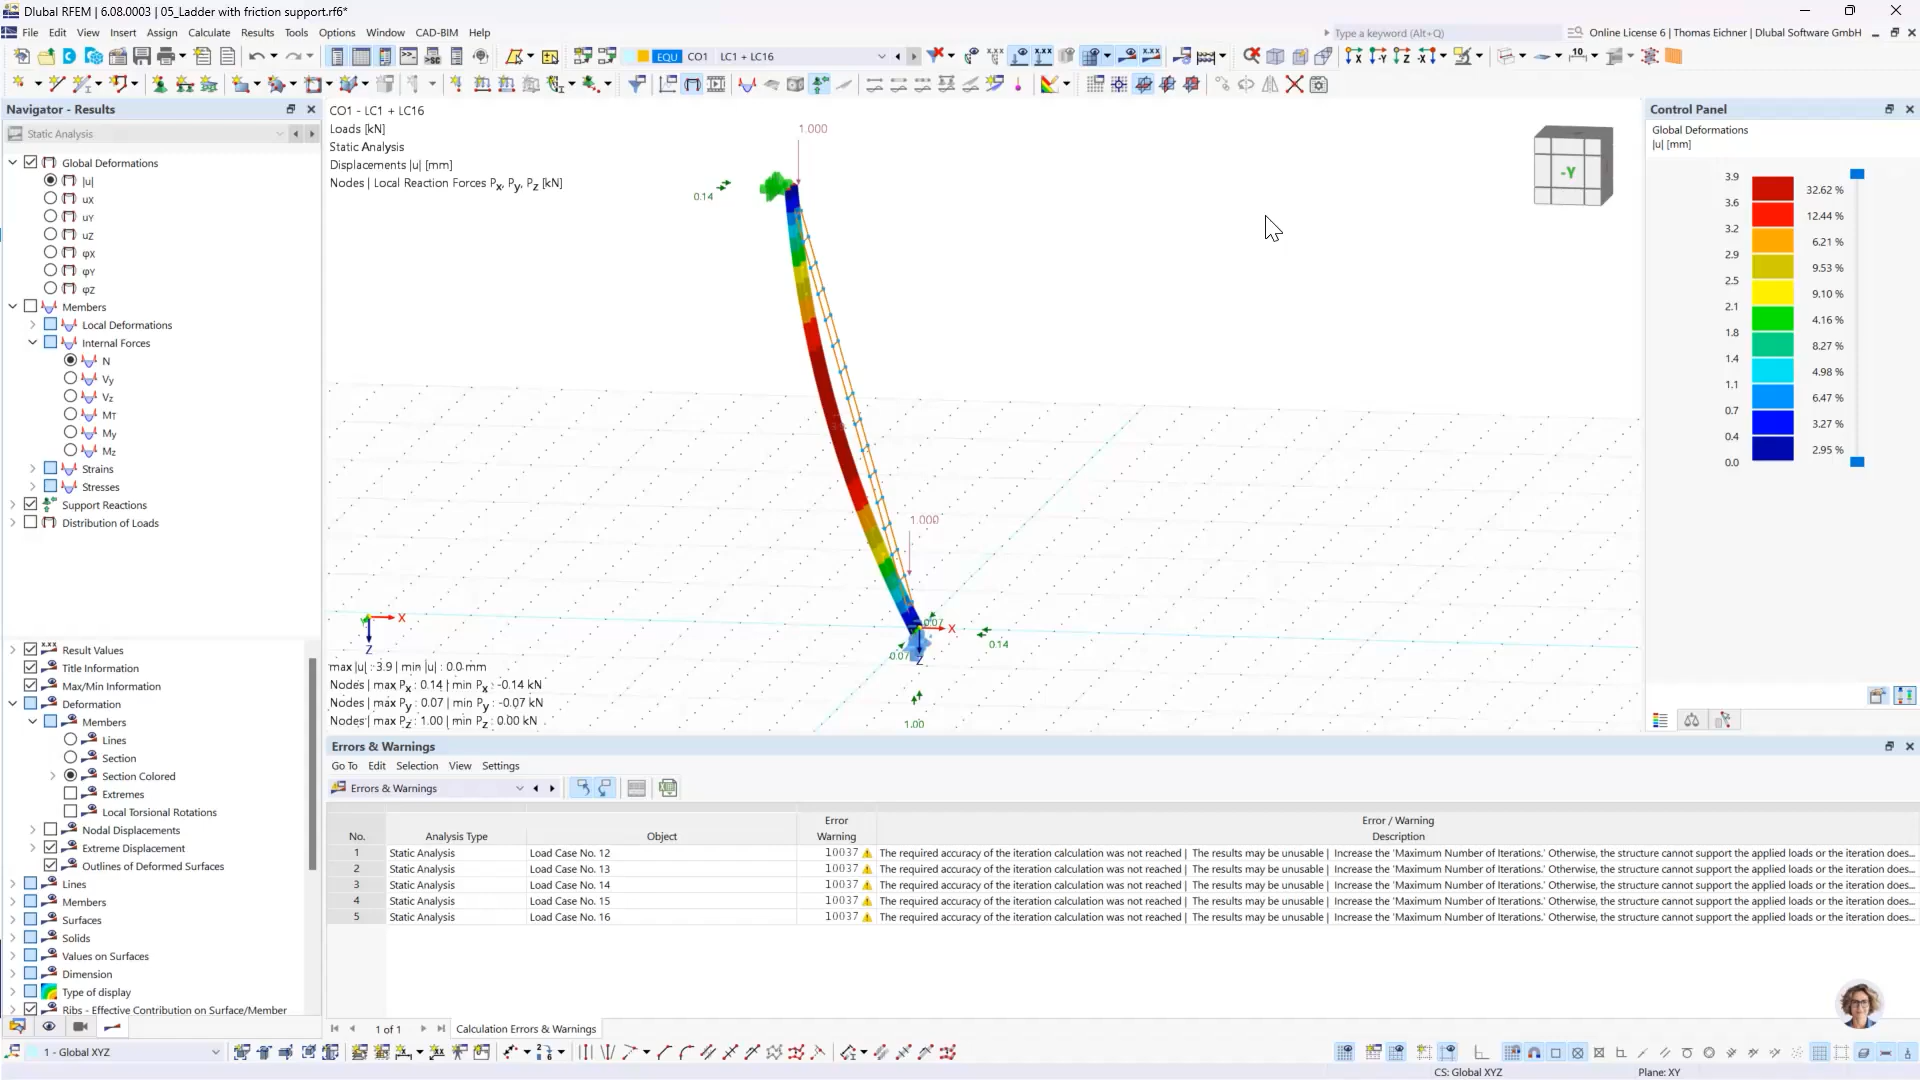 Dlubal RFEM | 6.08.0003 | 05_Ladder with friction support.rf6*
File Edit View Insert Assign Calculate Results Tools Options Window CAD-BIM Help
Type a keyword (Alt+Q)
Online License 6 | Thomas Eichner | Dlubal Software GmbH
EQU CO1 LC1 + LC16
Navigator - Results
Static Analysis
Global Deformations
|u|
uX
uY
uZ
φX
φY
φZ
Members
Local Deformations
Internal Forces
N
Vy
Vz
MT
My
Mz
Strains
Stresses
Support Reactions
Distribution of Loads
Result Values
Title Information
Max/Min Information
Deformation
Members
Lines
Section
Section Colored
Extremes
Local Torsional Rotations
Nodal Displacements
Extreme Displacement
Outlines of Deformed Surfaces
Lines
Members
Surfaces
Solids
Values on Surfaces
Dimension
Type of display
Ribs - Effective Contribution on Surface/Member
CO1 - LC1 + LC16
Loads [kN]
Static Analysis
Displacements |u| [mm]
Nodes | Local Reaction Forces Px, Py, Pz [kN]
1.000
0.14
-Y
1.000
0.07
X
0.14
0.07
Z
1.00
X
Z
max |u| : 3.9 | min |u| : 0.0 mm
Nodes | max Px : 0.14 | min Px : -0.14 kN
Nodes | max Py : 0.07 | min Py : -0.07 kN
Nodes | max Pz : 1.00 | min Pz : 0.00 kN
Control Panel
Global Deformations
|u| [mm]
3.9
32.62 %
3.6
12.44 %
3.2
6.21 %
2.9
9.53 %
2.5
9.10 %
2.1
4.16 %
1.8
8.27 %
1.4
4.98 %
1.1
6.47 %
0.7
3.27 %
0.4
2.95 %
0.0
Errors & Warnings
Go To Edit Selection View Settings
Errors & Warnings
No. Analysis Type Object Error Warning Error / Warning Description
1 Static Analysis Load Case No. 12 10037 The required accuracy of the iteration calculation was not reached | The results may be unusable | Increase the 'Maximum Number of Iterations.' Otherwise, the structure cannot support the applied loads or the iteration does...
2 Static Analysis Load Case No. 13 10037 The required accuracy of the iteration calculation was not reached | The results may be unusable | Increase the 'Maximum Number of Iterations.' Otherwise, the structure cannot support the applied loads or the iteration does...
3 Static Analysis Load Case No. 14 10037 The required accuracy of the iteration calculation was not reached | The results may be unusable | Increase the 'Maximum Number of Iterations.' Otherwise, the structure cannot support the applied loads or the iteration does...
4 Static Analysis Load Case No. 15 10037 The required accuracy of the iteration calculation was not reached | The results may be unusable | Increase the 'Maximum Number of Iterations.' Otherwise, the structure cannot support the applied loads or the iteration does...
5 Static Analysis Load Case No. 16 10037 The required accuracy of the iteration calculation was not reached | The results may be unusable | Increase the 'Maximum Number of Iterations.' Otherwise, the structure cannot support the applied loads or the iteration does...
1 of 1 Calculation Errors & Warnings
1 - Global XYZ
CS: Global XYZ Plane: XY